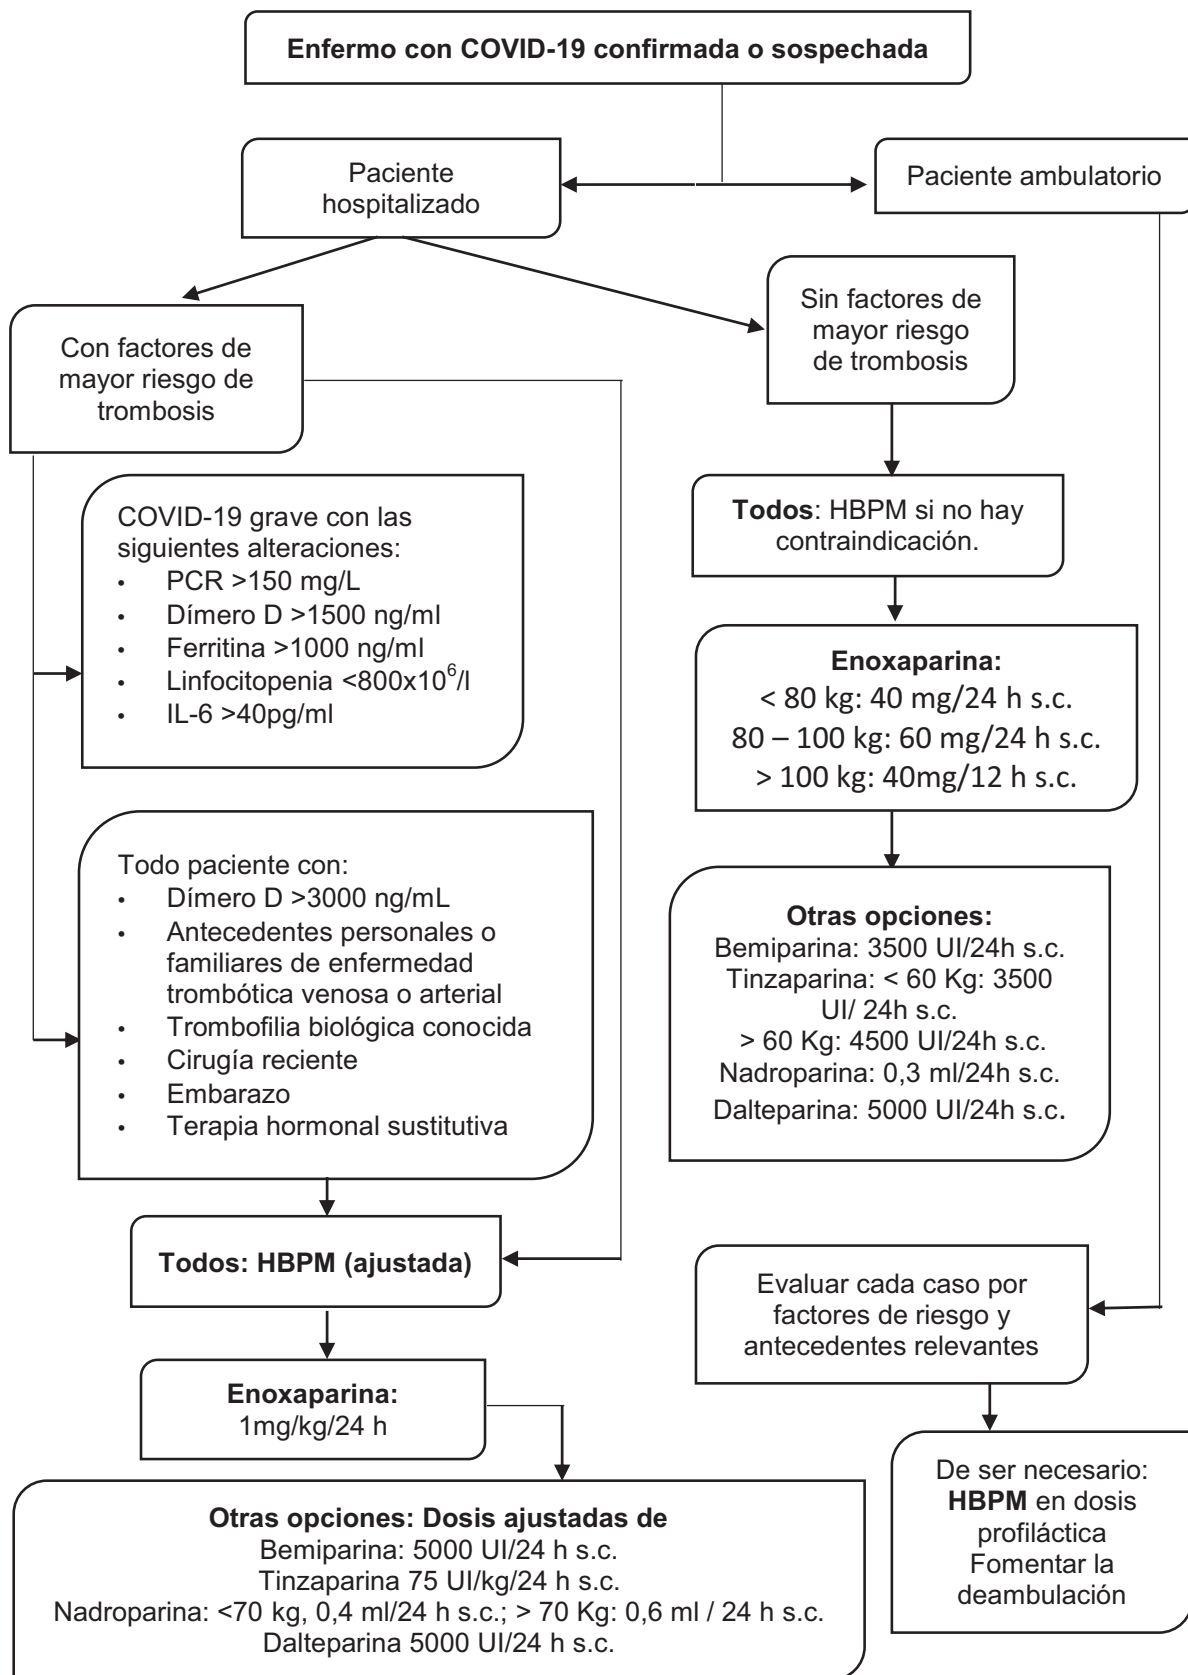 Enfermo con COVID-19 confirmada o sospechada
Paciente
hospitalizado
Paciente ambulatorio
Con factores de
mayor riesgo de
trombosis
Sin factores de
mayor riesgo
de trombosis
COVID-19 grave con las
siguientes alteraciones:
• PCR >150 mg/L
• Dímero D >1500 ng/ml
• Ferritina >1000 ng/ml
• Linfocitopenia <800x10⁶/l
• IL-6 >40pg/ml
Todo paciente con:
• Dímero D >3000 ng/mL
• Antecedentes personales o
familiares de enfermedad
trombótica venosa o arterial
• Trombofilia biológica conocida
• Cirugía reciente
• Embarazo
• Terapia hormonal sustitutiva
Todos: HBPM (ajustada)
Enoxaparina:
1mg/kg/24 h
Otras opciones: Dosis ajustadas de
Bemiparina: 5000 UI/24 h s.c.
Tinzaparina 75 UI/kg/24 h s.c.
Nadroparina: <70 kg, 0,4 ml/24 h s.c.; > 70 Kg: 0,6 ml / 24 h s.c.
Dalteparina 5000 UI/24 h s.c.
Todos: HBPM si no hay
contraindicación.
Enoxaparina:
< 80 kg: 40 mg/24 h s.c.
80 – 100 kg: 60 mg/24 h s.c.
> 100 kg: 40mg/12 h s.c.
Otras opciones:
Bemiparina: 3500 UI/24h s.c.
Tinzaparina: < 60 Kg: 3500
UI/ 24h s.c.
> 60 Kg: 4500 UI/24h s.c.
Nadroparina: 0,3 ml/24h s.c.
Dalteparina: 5000 UI/24h s.c.
Evaluar cada caso por
factores de riesgo y
antecedentes relevantes
De ser necesario:
HBPM en dosis
profiláctica
Fomentar la
deambulación